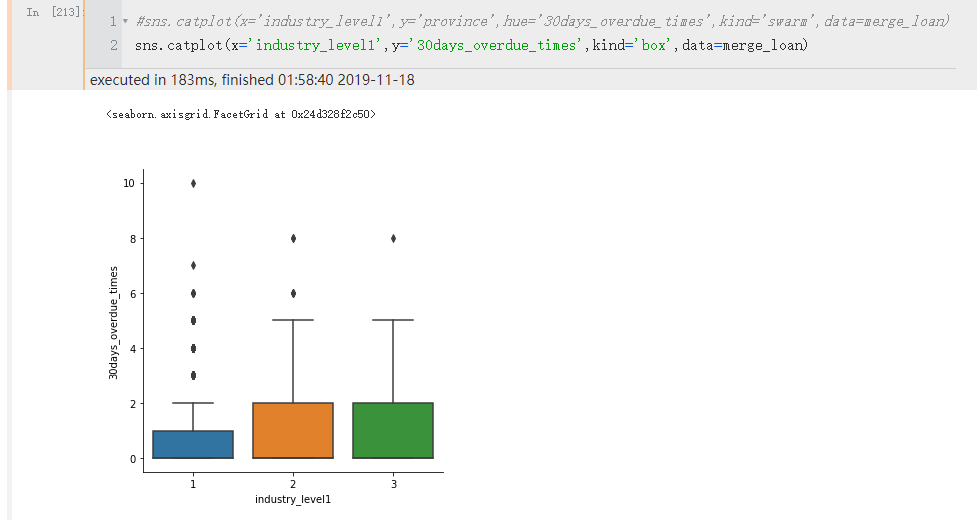 In [213]:
1 #sns.catplot(x='industry_level1',y='province',hue='30days_overdue_times',kind='swarm',data=merge_loan)
2 sns.catplot(x='industry_level1',y='30days_overdue_times',kind='box',data=merge_loan)
executed in 183ms, finished 01:58:40 2019-11-18
<seaborn.axisgrid.FacetGrid at 0x24d328f2c50>
10
8
6
4
2
0
30days_overdue_times
1 2 3
industry_level1